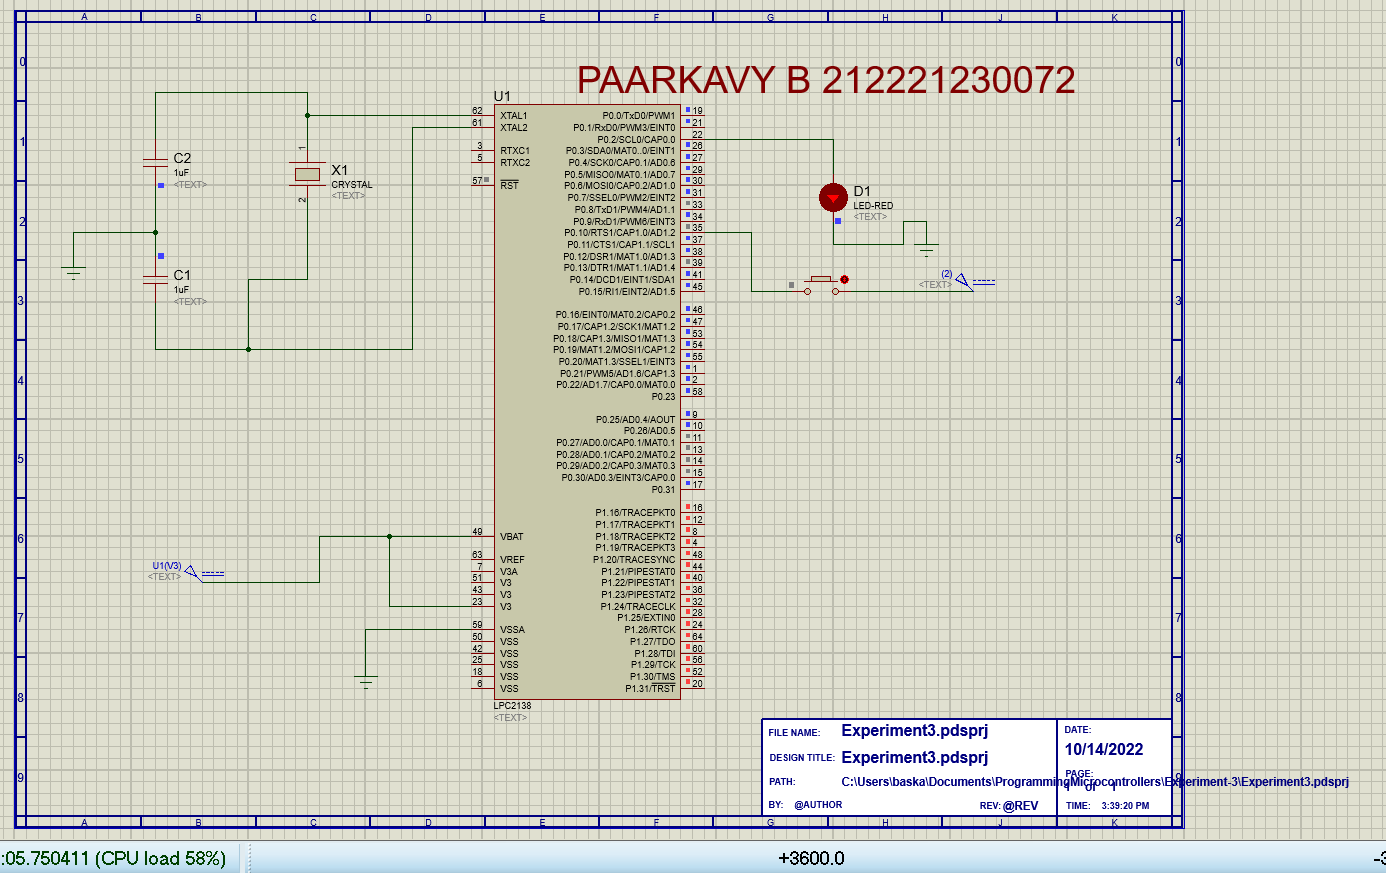 A B C D E F G H J K
0 0
PAARKAVY B 212221230072
U1
62 XTAL1 P0.0/TxD0/PWM1 19
61 XTAL2 P0.1/RxD0/PWM3/EINT0 21
P0.2/SCL0/CAP0.0 22
3 RTXC1 P0.3/SDA0/MAT0..0/EINT1 26
5 RTXC2 P0.4/SCK0/CAP0.1/AD0.6 27
P0.5/MISO0/MAT0.1/AD0.7 29
57 RST P0.6/MOSI0/CAP0.2/AD1.0 30
P0.7/SSEL0/PWM2/EINT2 31
P0.8/TxD1/PWM4/AD1.1 33
P0.9/RxD1/PWM6/EINT3 34
P0.10/RTS1/CAP1.0/AD1.2 35
P0.11/CTS1/CAP1.1/SCL1 37
P0.12/DSR1/MAT1.0/AD1.3 38
P0.13/DTR1/MAT1.1/AD1.4 39
P0.14/DCD1/EINT1/SDA1 41
P0.15/RI1/EINT2/AD1.5 45
P0.16/EINT0/MAT0.2/CAP0.2 46
P0.17/CAP1.2/SCK1/MAT1.2 47
P0.18/CAP1.3/MISO1/MAT1.3 53
P0.19/MAT1.2/MOSI1/CAP1.2 54
P0.20/MAT1.3/SSEL1/EINT3 55
P0.21/PWM5/AD1.6/CAP1.3 1
P0.22/AD1.7/CAP0.0/MAT0.0 2
P0.23 58
P0.25/AD0.4/AOUT 9
P0.26/AD0.5 10
P0.27/AD0.0/CAP0.1/MAT0.1 11
P0.28/AD0.1/CAP0.2/MAT0.2 13
P0.29/AD0.2/CAP0.3/MAT0.3 14
P0.30/AD0.3/EINT3/CAP0.0 15
P0.31 17
P1.16/TRACEPKT0 16
P1.17/TRACEPKT1 12
49 VBAT P1.18/TRACEPKT2 8
P1.19/TRACEPKT3 4
63 VREF P1.20/TRACESYNC 48
7 V3A P1.21/PIPESTAT0 44
51 V3 P1.22/PIPESTAT1 40
43 V3 P1.23/PIPESTAT2 36
23 V3 P1.24/TRACECLK 32
P1.25/EXTIN0 28
59 VSSA P1.26/RTCK 24
50 VSS P1.27/TDO 64
42 VSS P1.28/TDI 60
25 VSS P1.29/TCK 56
18 VSS P1.30/TMS 52
6 VSS P1.31/TRST 20
LPC2138
<TEXT>
C2
1uF
<TEXT>
1
X1
CRYSTAL
<TEXT>
2
C1
1uF
<TEXT>
D1
LED-RED
<TEXT>
(2)
<TEXT>
U1(V3)
<TEXT>
1 1
2 2
3 3
4 4
5 5
6 6
7 7
8 8
9 9
FILE NAME: Experiment3.pdsprj
DESIGN TITLE: Experiment3.pdsprj
PATH: C:\Users\baska\Documents\ProgrammingMicrocontrollers\Experiment-3\Experiment3.pdsprj
BY: @AUTHOR REV: @REV
DATE:
10/14/2022
PAGE:
of
TIME: 3:39:20 PM
A B C D E F G H J K
:05.750411 (CPU load 58%) +3600.0